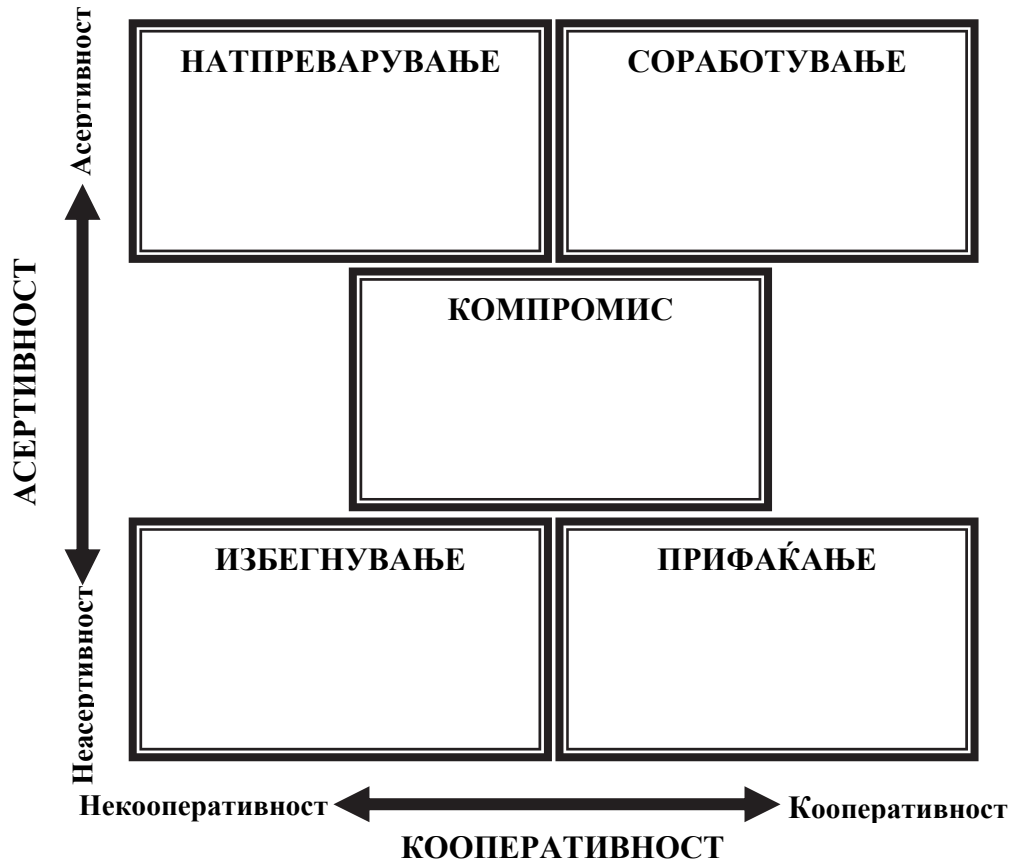 НАТПРЕВАРУВАЊЕ
СОРАБОТУВАЊЕ
КОМПРОМИС
ИЗБЕГНУВАЊЕ
ПРИФАЌАЊЕ
АСЕРТИВНОСТ
Асертивност
Неасертивност
Некооперативност
Кооперативност
КООПЕРАТИВНОСТ